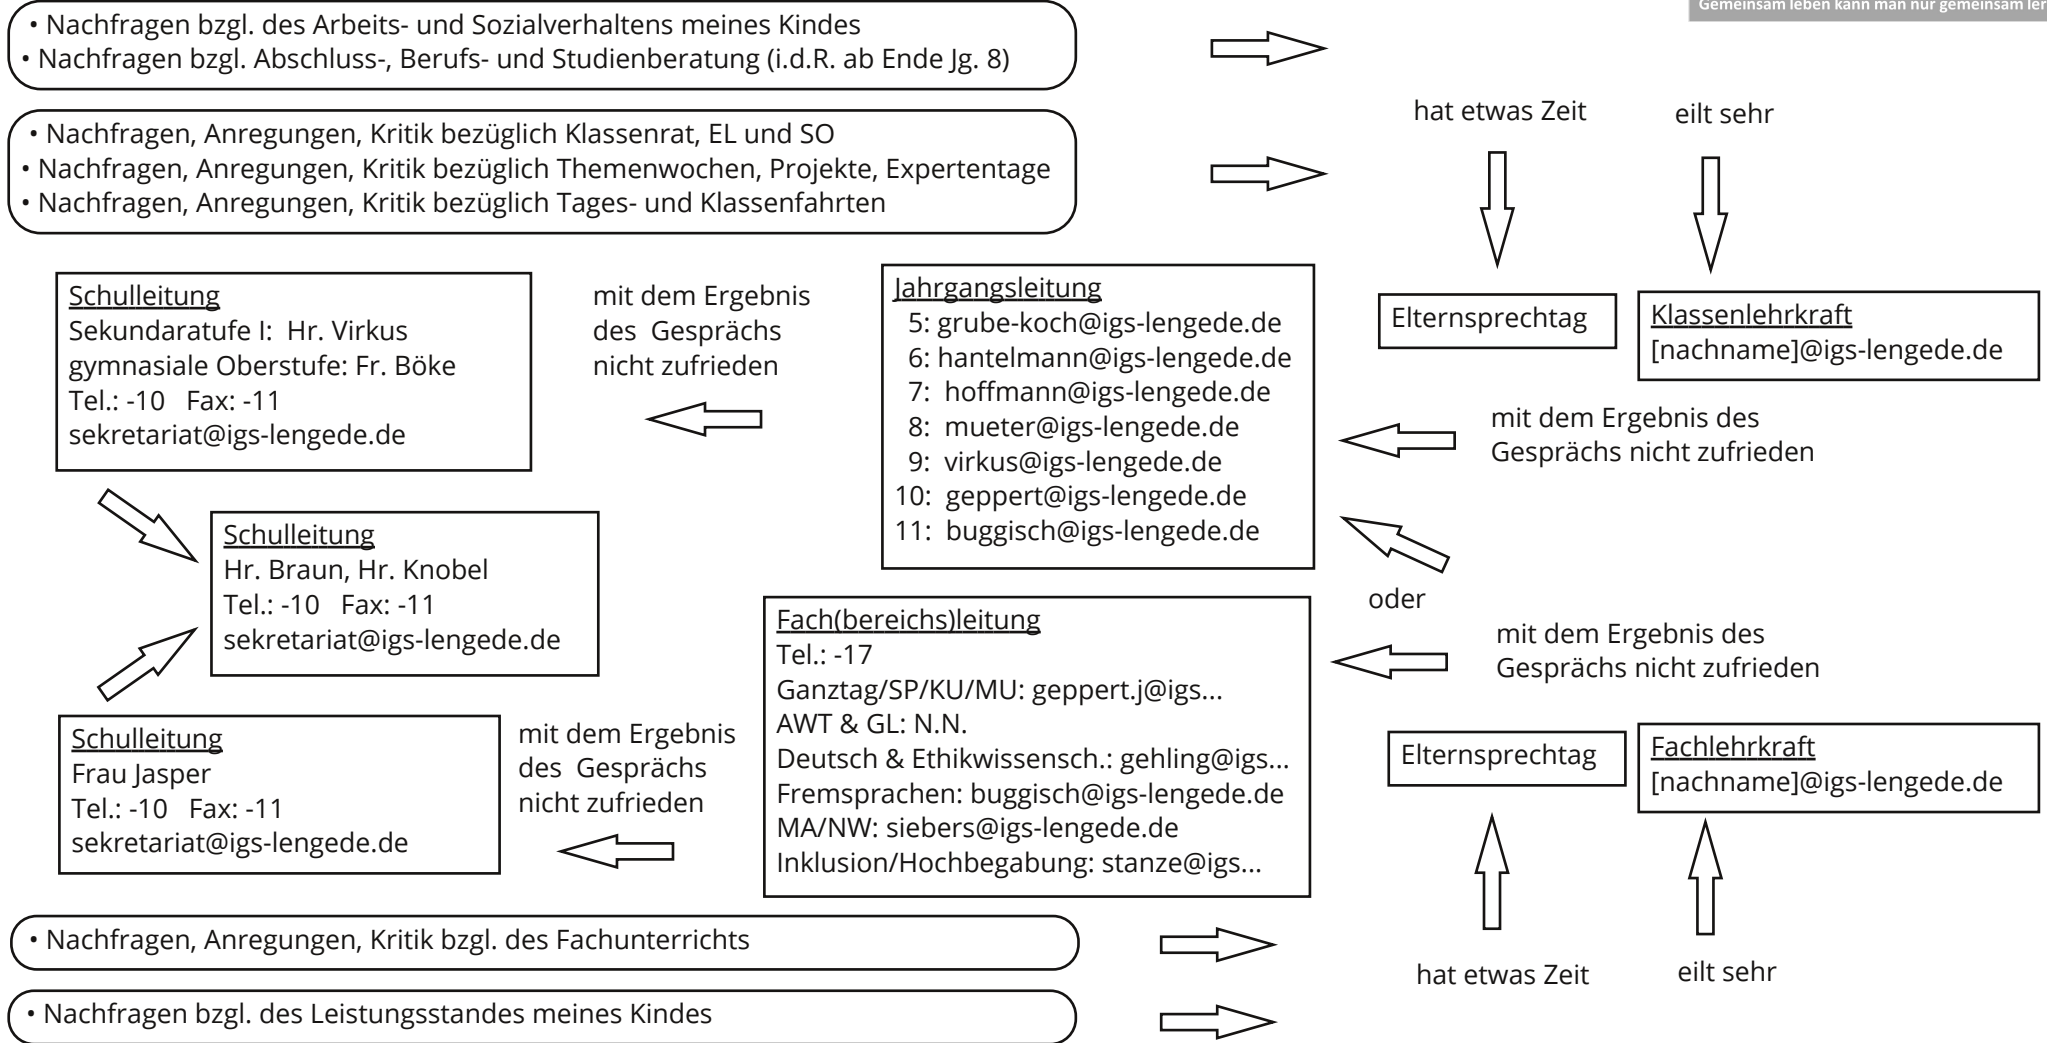 Gemeinsam leben kann man nur gemeinsam ler
• Nachfragen bzgl. des Arbeits- und Sozialverhaltens meines Kindes
• Nachfragen bzgl. Abschluss-, Berufs- und Studienberatung (i.d.R. ab Ende Jg. 8)
• Nachfragen, Anregungen, Kritik bezüglich Klassenrat, EL und SO
• Nachfragen, Anregungen, Kritik bezüglich Themenwochen, Projekte, Expertentage
• Nachfragen, Anregungen, Kritik bezüglich Tages- und Klassenfahrten
hat etwas Zeit
eilt sehr
Elternsprechtag
Klassenlehrkraft
[nachname]@igs-lengede.de
mit dem Ergebnis des
Gesprächs nicht zufrieden
Jahrgangsleitung
5: grube-koch@igs-lengede.de
6: hantelmann@igs-lengede.de
7: hoffmann@igs-lengede.de
8: mueter@igs-lengede.de
9: virkus@igs-lengede.de
10: geppert@igs-lengede.de
11: buggisch@igs-lengede.de
mit dem Ergebnis
des Gesprächs
nicht zufrieden
Schulleitung
Sekundaratufe I: Hr. Virkus
gymnasiale Oberstufe: Fr. Böke
Tel.: -10 Fax: -11
sekretariat@igs-lengede.de
Schulleitung
Hr. Braun, Hr. Knobel
Tel.: -10 Fax: -11
sekretariat@igs-lengede.de
oder
mit dem Ergebnis des
Gesprächs nicht zufrieden
Fach(bereichs)leitung
Tel.: -17
Ganztag/SP/KU/MU: geppert.j@igs...
AWT & GL: N.N.
Deutsch & Ethikwissensch.: gehling@igs...
Fremsprachen: buggisch@igs-lengede.de
MA/NW: siebers@igs-lengede.de
Inklusion/Hochbegabung: stanze@igs...
mit dem Ergebnis
des Gesprächs
nicht zufrieden
Schulleitung
Frau Jasper
Tel.: -10 Fax: -11
sekretariat@igs-lengede.de
Elternsprechtag
Fachlehrkraft
[nachname]@igs-lengede.de
hat etwas Zeit
eilt sehr
• Nachfragen, Anregungen, Kritik bzgl. des Fachunterrichts
• Nachfragen bzgl. des Leistungsstandes meines Kindes